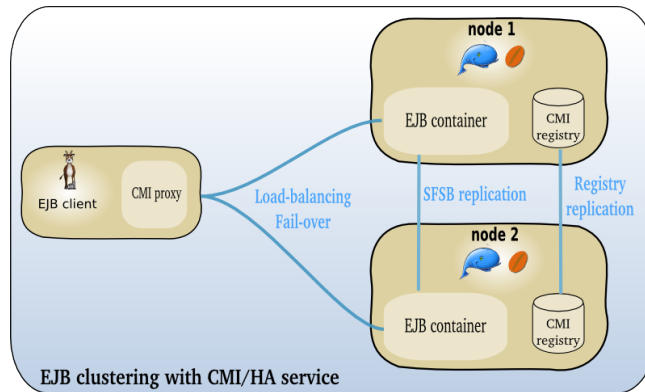 node 1
EJB container
CMI
registry
EJB client
CMI proxy
Load-balancing
Fail-over
SFSB replication
Registry
replication
node 2
EJB container
CMI
registry
EJB clustering with CMI/HA service